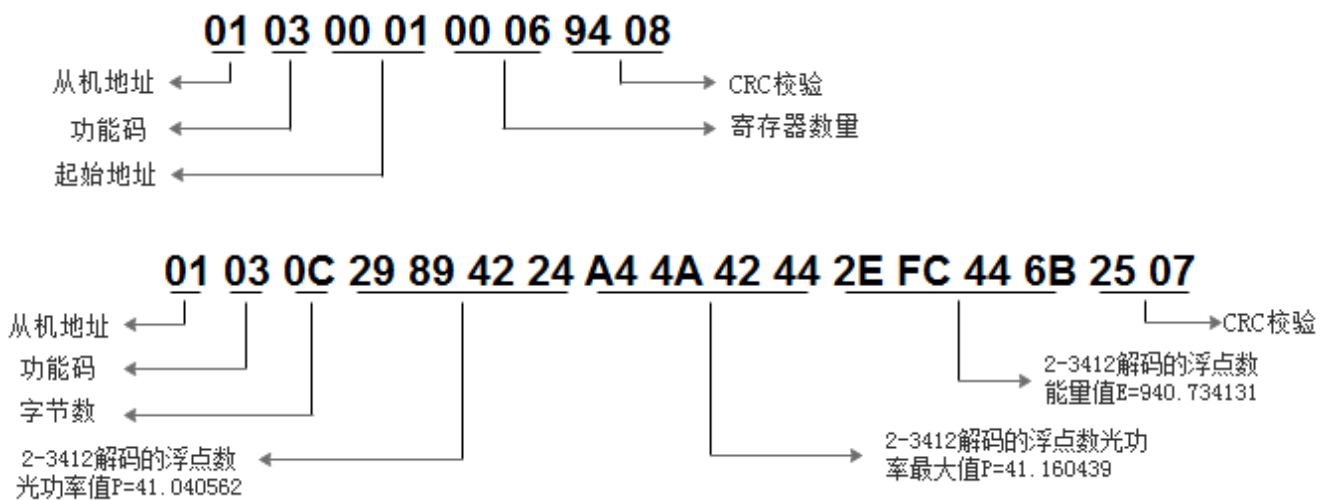 01 03 00 01 00 06 94 08
从机地址
CRC校验
功能码
寄存器数量
起始地址
01 03 0C 29 89 42 24 A4 4A 42 44 2E FC 44 6B 25 07
从机地址
CRC校验
功能码
字节数
2-3412解码的浮点数
光功率值P=41.040562
2-3412解码的浮点数光功
率最大值P=41.160439
2-3412解码的浮点数
能量值E=940.734131